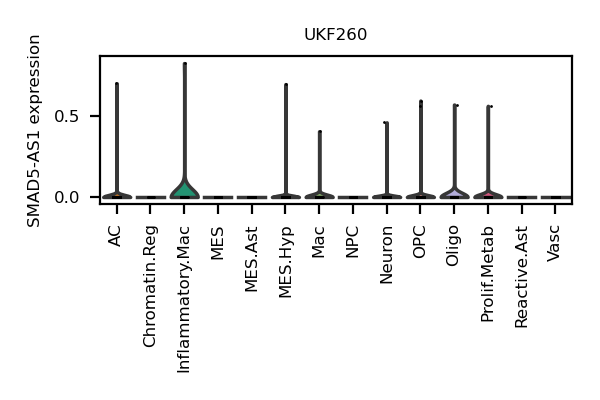 UKF260
SMAD5-AS1 expression
0.5
0.0
AC
Chromatin.Reg
Inflammatory.Mac
MES
MES.Ast
MES.Hyp
Mac
NPC
Neuron
OPC
Oligo
Prolif.Metab
Reactive.Ast
Vasc